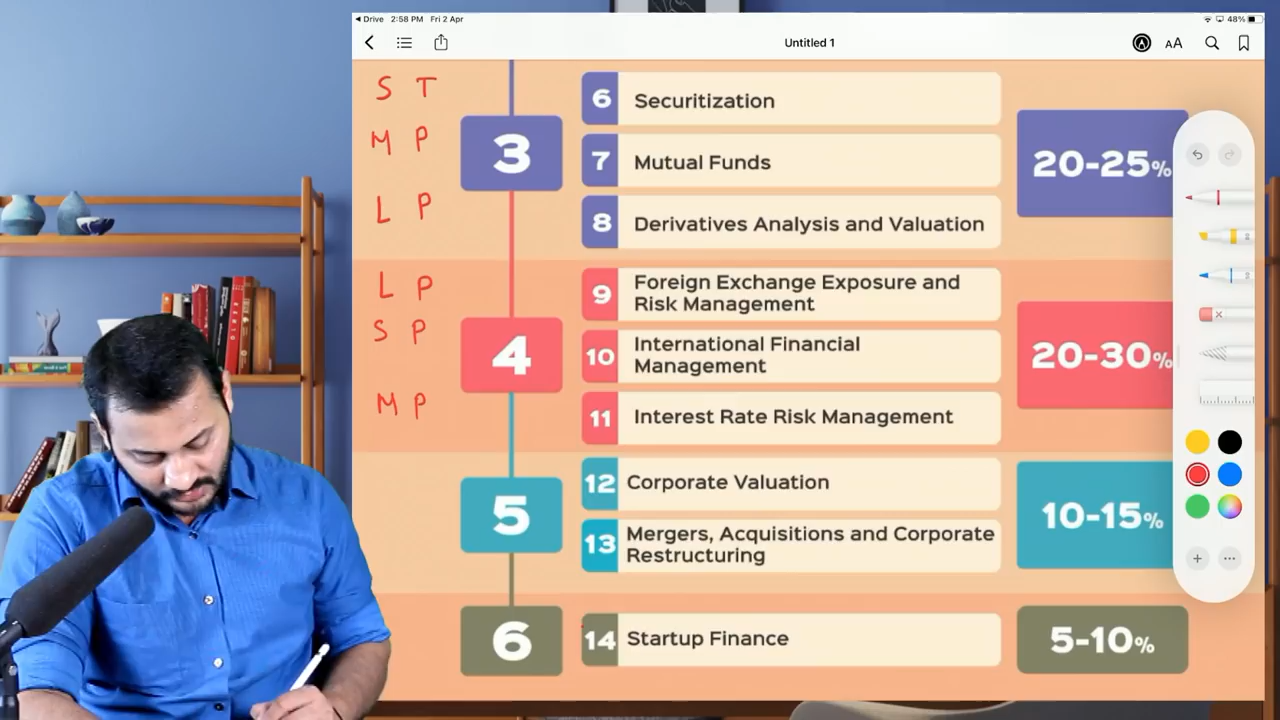 Drive 2:58 PM Fri 2 Apr
48%
Untitled 1
AA
S T
6 Securitization
M P
3
7 Mutual Funds
20-25%
L P
8 Derivatives Analysis and Valuation
L P
9 Foreign Exchange Exposure and
Risk Management
S P
4
10 International Financial
Management
20-30%
M P
11 Interest Rate Risk Management
12 Corporate Valuation
5
10-15%
13 Mergers, Acquisitions and Corporate
Restructuring
6
14 Startup Finance
5-10%